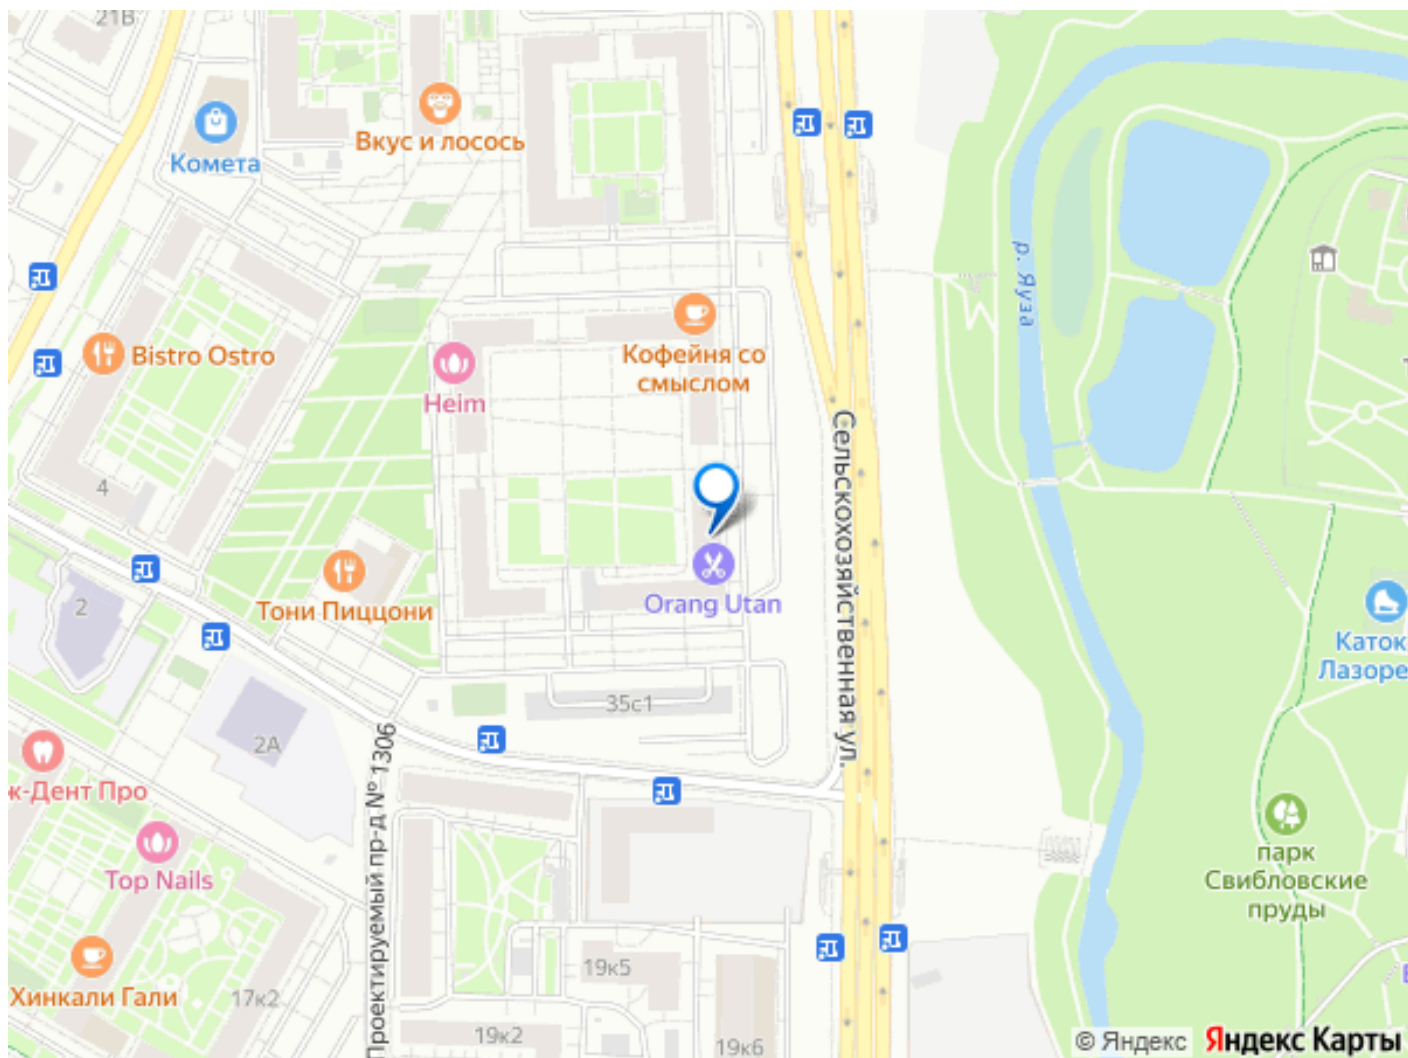 21В
Комета
Вкус и лосось
Bistro Ostro
Кофейня со
смыслом
Heim
4
2
Тони Пиццони
Orang Utan
Сельскохозяйственная ул.
р. Яуза
Каток
Лазоре
35с1
2А
Проектируемый пр-д № 1306
к-Дент Про
Top Nails
Хинкали Гали
17к2
19к5
19к2
19к6
парк
Свибловские
пруды
© Яндекс Яндекс Карты